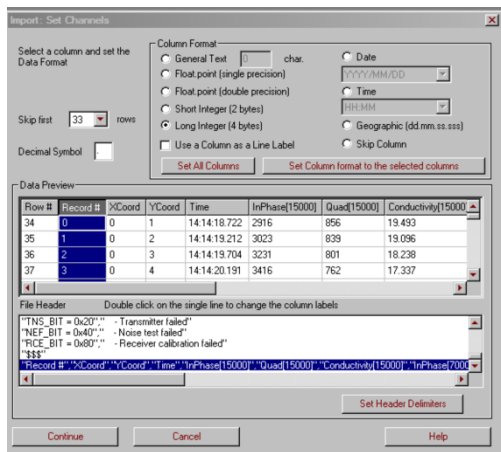 Import: Set Channels
Select a column and set the
Data Format
Skip first 33 rows
Decimal Symbol .
Column Format
General Text 0 char.
Float.point (single precision)
Float.point (double precision)
Short Integer (2 bytes)
Long Integer (4 bytes)
Use a Column as a Line Label
Date
YYYY/MM/DD
Time
HH:MM
Geographic (dd.mm.ss.sss)
Skip Column
Set All Columns
Set Column format to the selected columns
Data Preview
Row # Record # XCoord YCoord Time InPhase[15000] Quad[15000] Conductivity[15000]
34 0 0 1 14:14:18.722 2916 856 19.493
35 1 0 2 14:14:19.212 3023 839 19.096
36 2 0 3 14:14:19.704 3231 801 18.238
37 3 0 4 14:14:20.191 3416 762 17.337
File Header Double click on the single line to change the column labels
"TNS_BIT = 0x20"," - Transmitter failed"
"NEF_BIT = 0x40"," - Noise test failed"
"RCE_BIT = 0x80"," - Receiver calibration failed"
"$$$"
"Record #","XCoord","YCoord","Time","InPhase[15000]","Quad[15000]","Conductivity[15000]","InPhase[7000
Set Header Delimiters
Continue
Cancel
Help